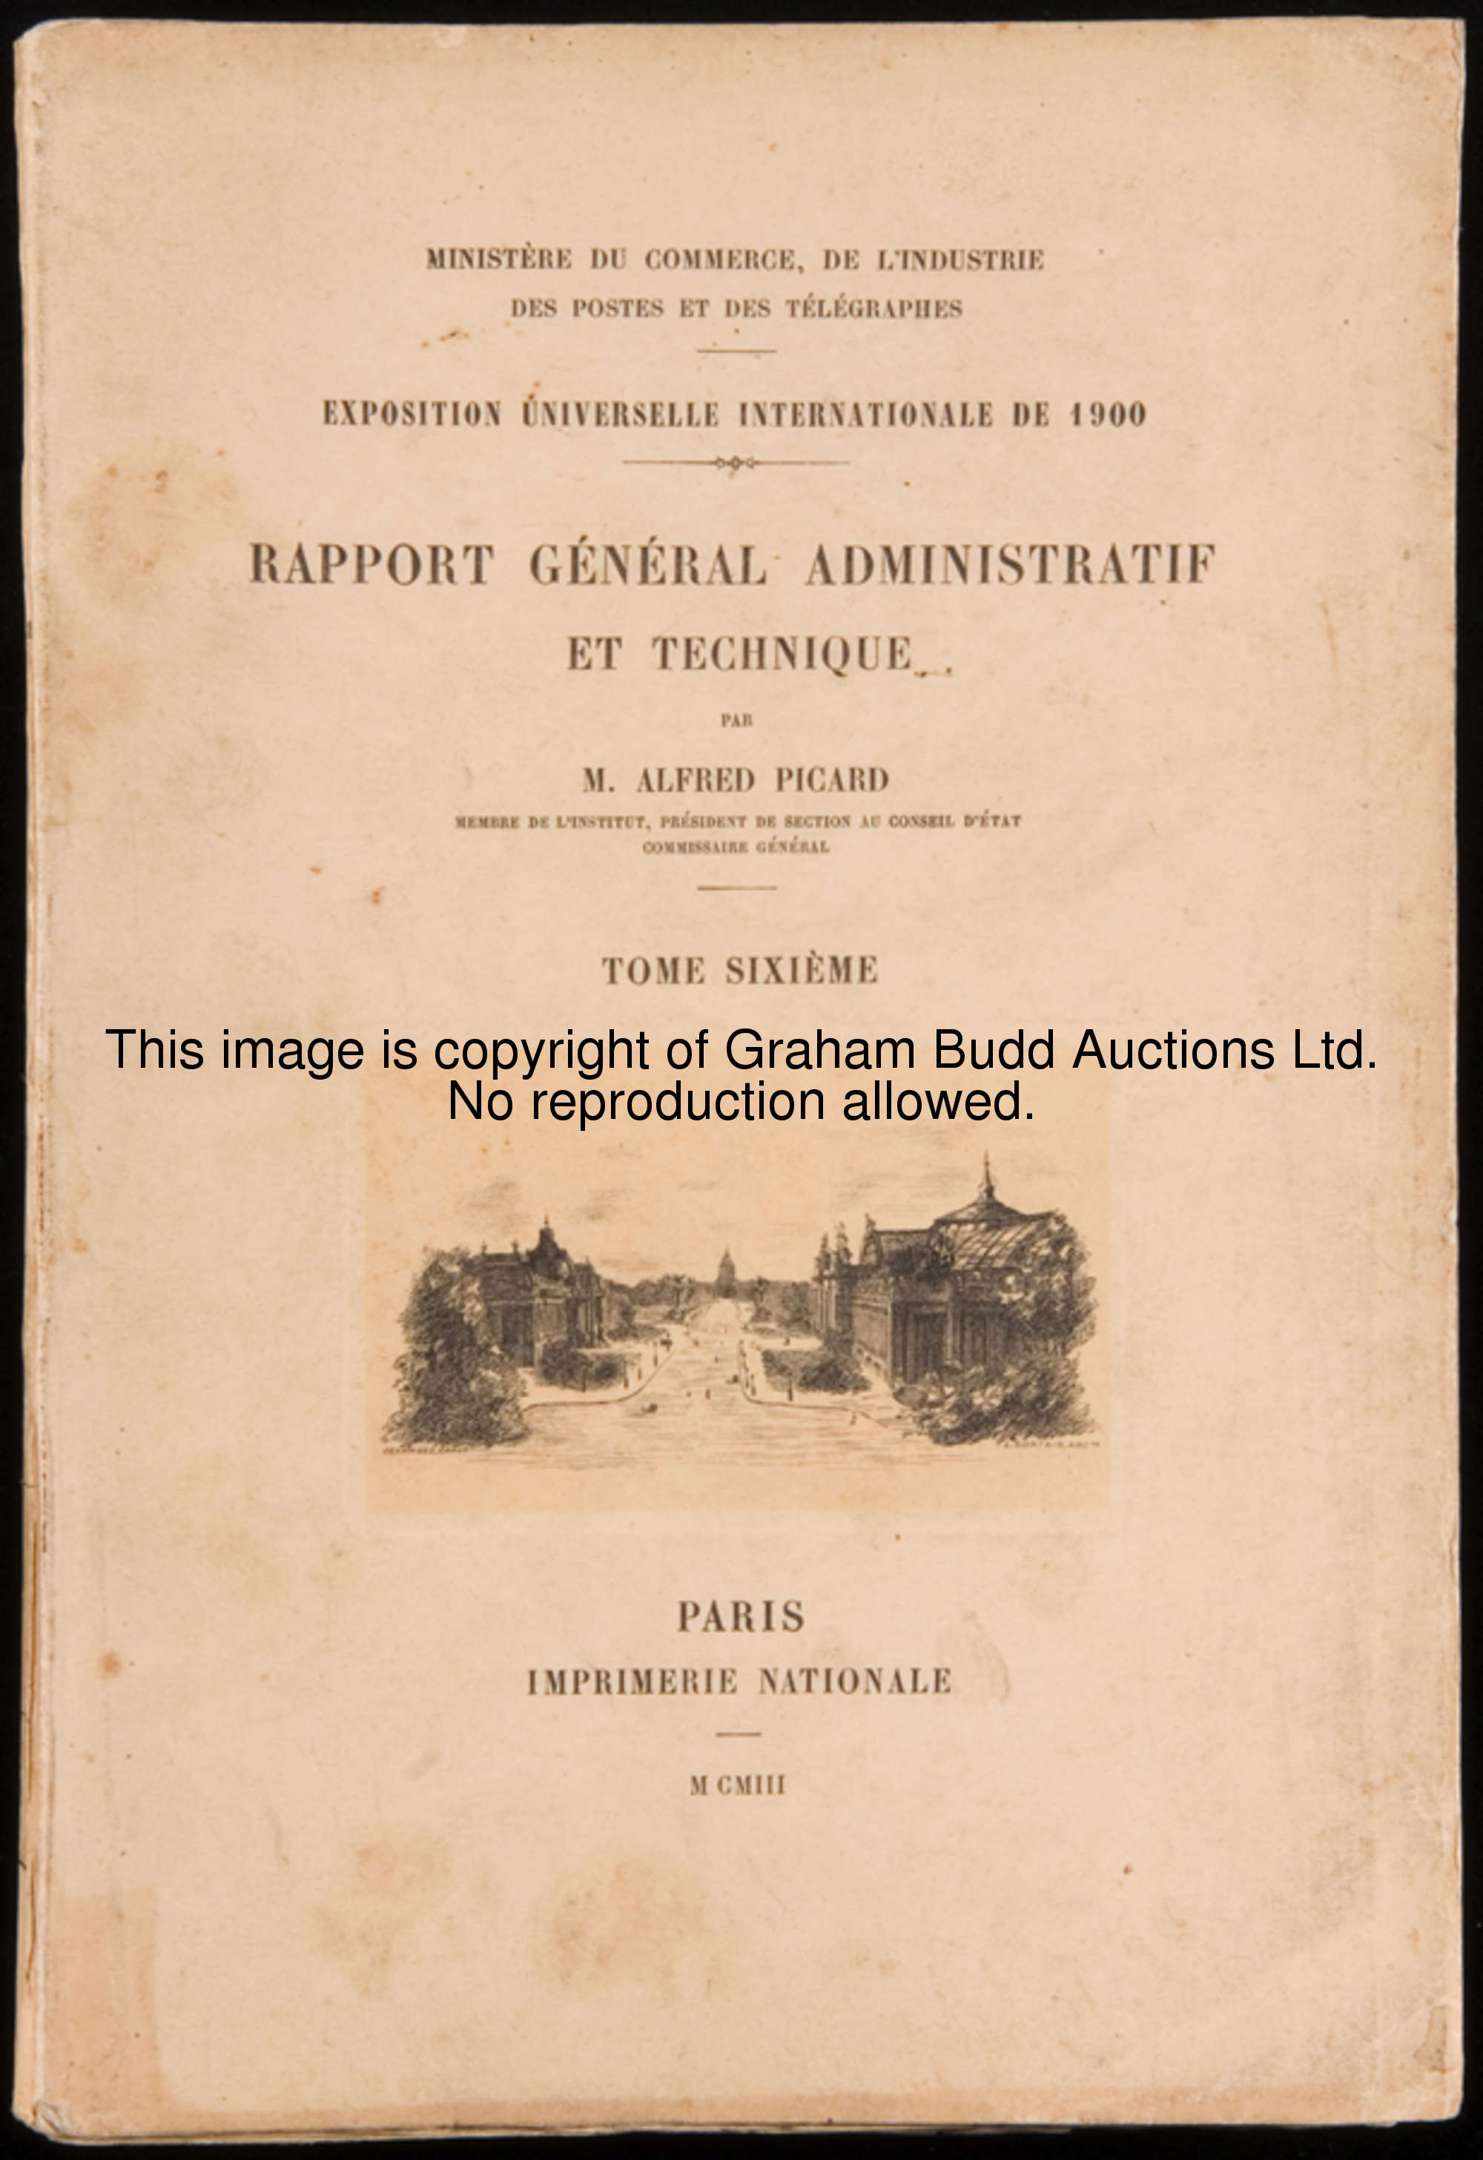 MINISTÈRE DU COMMERCE, DE L'INDUSTRIE
DES POSTES ET DES TÉLÉGRAPHES
EXPOSITION UNIVERSELLE INTERNATIONALE DE 1900
RAPPORT GÉNÉRAL ADMINISTRATIF
ET TECHNIQUE
PAR
M. ALFRED PICARD
MEMBRE DE L'INSTITUT, PRÉSIDENT DE SECTION AU CONSEIL D'ÉTAT
COMMISSAIRE GÉNÉRAL
TOME SIXIÈME
This image is copyright of Graham Budd Auctions Ltd.
No reproduction allowed.
PARIS
IMPRIMERIE NATIONALE
M CMIII